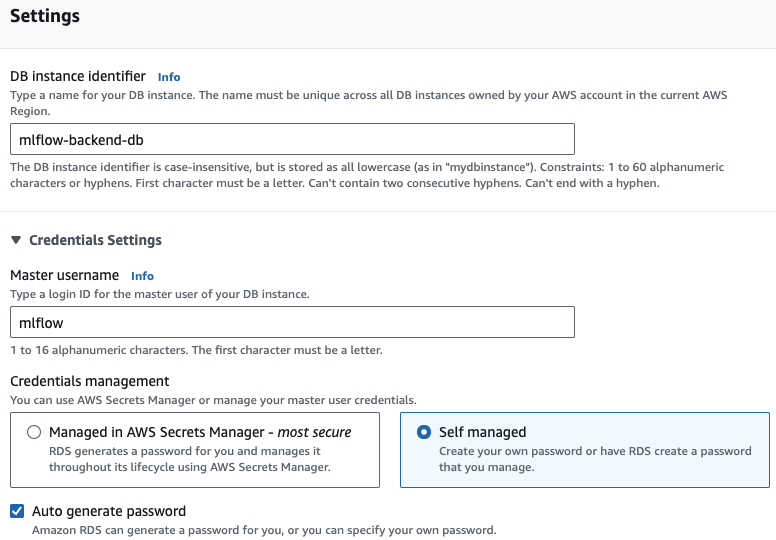 Settings
DB instance identifier Info
Type a name for your DB instance. The name must be unique across all DB instances owned by your AWS account in the current AWS
Region.
mlflow-backend-db
The DB instance identifier is case-insensitive, but is stored as all lowercase (as in "mydbinstance"). Constraints: 1 to 60 alphanumeric
characters or hyphens. First character must be a letter. Can't contain two consecutive hyphens. Can't end with a hyphen.
Credentials Settings
Master username Info
Type a login ID for the master user of your DB instance.
mlflow
1 to 16 alphanumeric characters. The first character must be a letter.
Credentials management
You can use AWS Secrets Manager or manage your master user credentials.
Managed in AWS Secrets Manager - most secure
RDS generates a password for you and manages it
throughout its lifecycle using AWS Secrets Manager.
Self managed
Create your own password or have RDS create a password
that you manage.
Auto generate password
Amazon RDS can generate a password for you, or you can specify your own password.